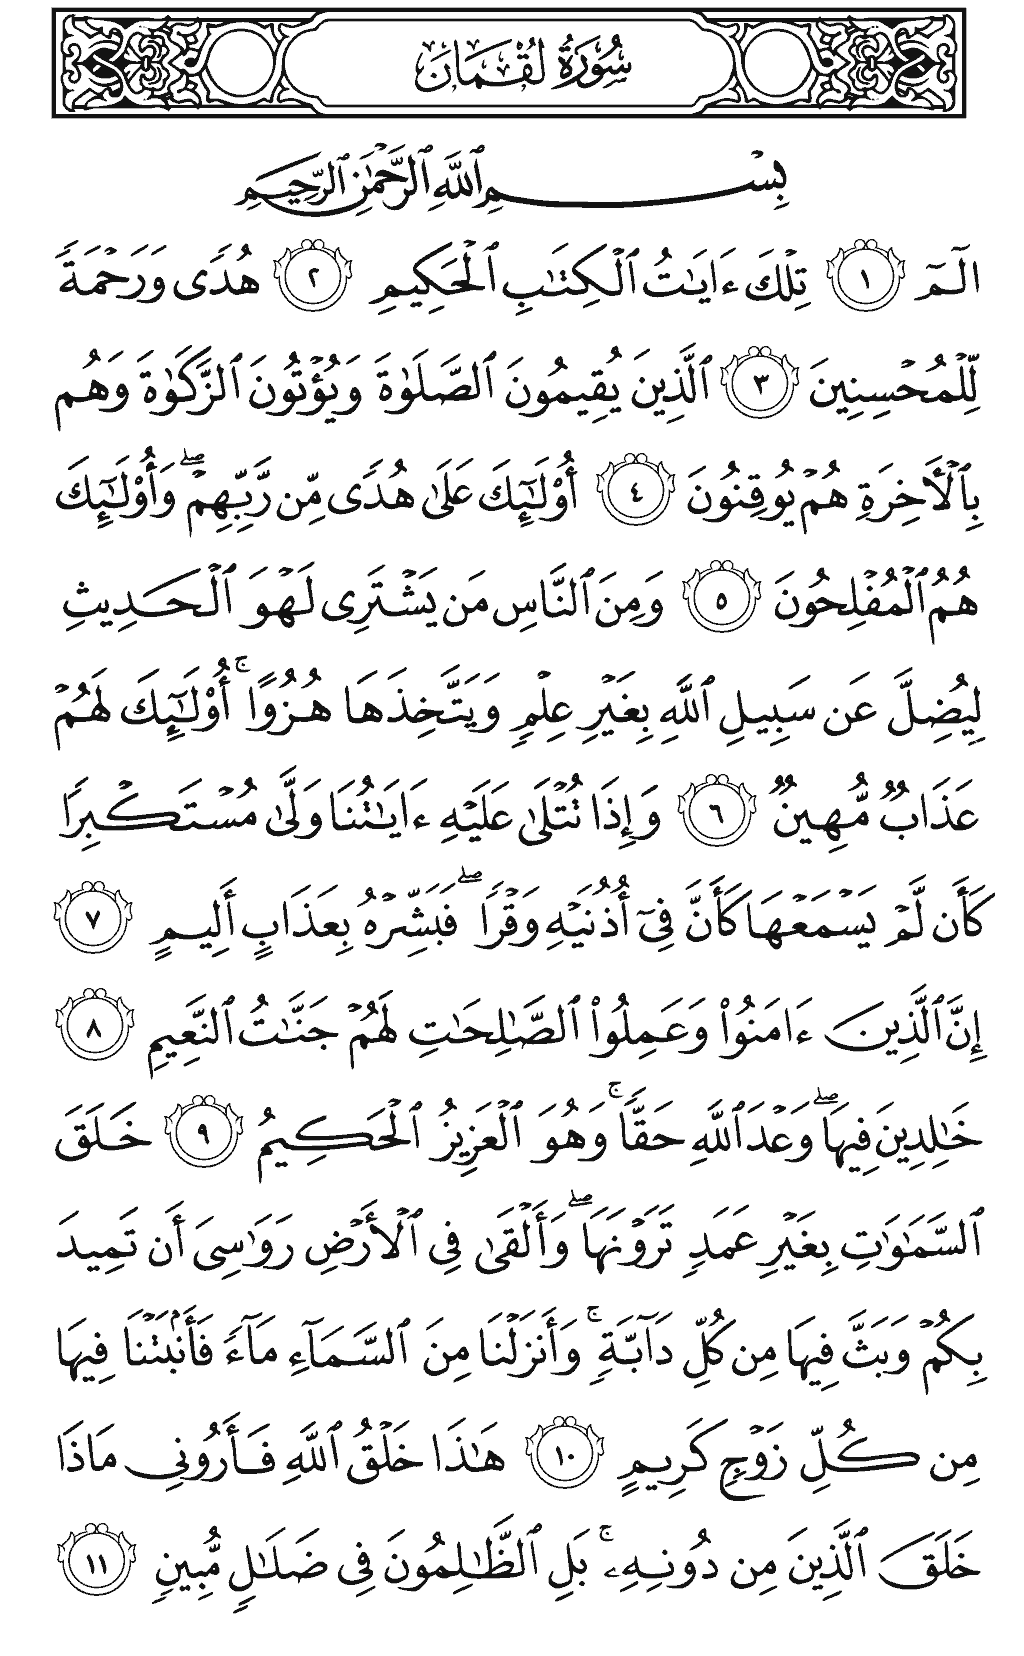 سُورَةُ لُقْمَانَ
بِسْمِ ٱللَّهِ ٱلرَّحْمَٰنِ ٱلرَّحِيمِ
الٓمٓ ١ تِلْكَ ءَايَٰتُ ٱلْكِتَٰبِ ٱلْحَكِيمِ ٢ هُدًى وَرَحْمَةً
لِّلْمُحْسِنِينَ ٣ ٱلَّذِينَ يُقِيمُونَ ٱلصَّلَوٰةَ وَيُؤْتُونَ ٱلزَّكَوٰةَ وَهُم
بِٱلْأَخِرَةِ هُمْ يُوقِنُونَ ٤ أُو۟لَٰٓئِكَ عَلَىٰ هُدًى مِّن رَّبِّهِمْ ۖ وَأُو۟لَٰٓئِكَ
هُمُ ٱلْمُفْلِحُونَ ٥ وَمِنَ ٱلنَّاسِ مَن يَشْتَرِى لَهْوَ ٱلْحَدِيثِ
لِيُضِلَّ عَن سَبِيلِ ٱللَّهِ بِغَيْرِ عِلْمٍ وَيَتَّخِذَهَا هُزُوًا ۚ أُو۟لَٰٓئِكَ لَهُمْ
عَذَابٌ مُّهِينٌ ٦ وَإِذَا تُتْلَىٰ عَلَيْهِ ءَايَٰتُنَا وَلَّىٰ مُسْتَكْبِرًا
كَأَن لَّمْ يَسْمَعْهَا كَأَنَّ فِىٓ أُذُنَيْهِ وَقْرًا ۖ فَبَشِّرْهُ بِعَذَابٍ أَلِيمٍ ٧
إِنَّ ٱلَّذِينَ ءَامَنُوا۟ وَعَمِلُوا۟ ٱلصَّٰلِحَٰتِ لَهُمْ جَنَّٰتُ ٱلنَّعِيمِ ٨
خَٰلِدِينَ فِيهَا ۖ وَعْدَ ٱللَّهِ حَقًّا ۚ وَهُوَ ٱلْعَزِيزُ ٱلْحَكِيمُ ٩ خَلَقَ
ٱلسَّمَٰوَٰتِ بِغَيْرِ عَمَدٍ تَرَوْنَهَا ۖ وَأَلْقَىٰ فِى ٱلْأَرْضِ رَوَٰسِىَ أَن تَمِيدَ
بِكُمْ وَبَثَّ فِيهَا مِن كُلِّ دَآبَّةٍ ۚ وَأَنزَلْنَا مِنَ ٱلسَّمَآءِ مَآءً فَأَنۢبَتْنَا فِيهَا
مِن كُلِّ زَوْجٍ كَرِيمٍ ١٠ هَٰذَا خَلْقُ ٱللَّهِ فَأَرُونِى مَاذَا
خَلَقَ ٱلَّذِينَ مِن دُونِهِۦ ۚ بَلِ ٱلظَّٰلِمُونَ فِى ضَلَٰلٍ مُّبِينٍ ١١